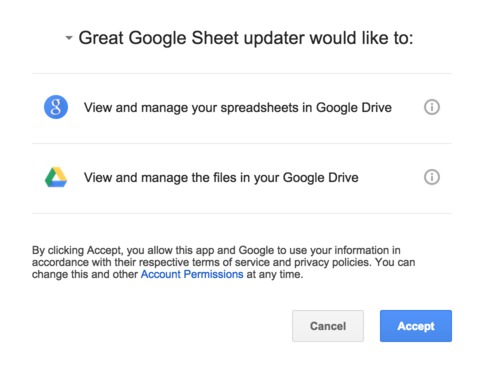 Great Google Sheet updater would like to:
View and manage your spreadsheets in Google Drive
View and manage the files in your Google Drive
By clicking Accept, you allow this app and Google to use your information in
accordance with their respective terms of service and privacy policies. You can
change this and other Account Permissions at any time.
Cancel
Accept